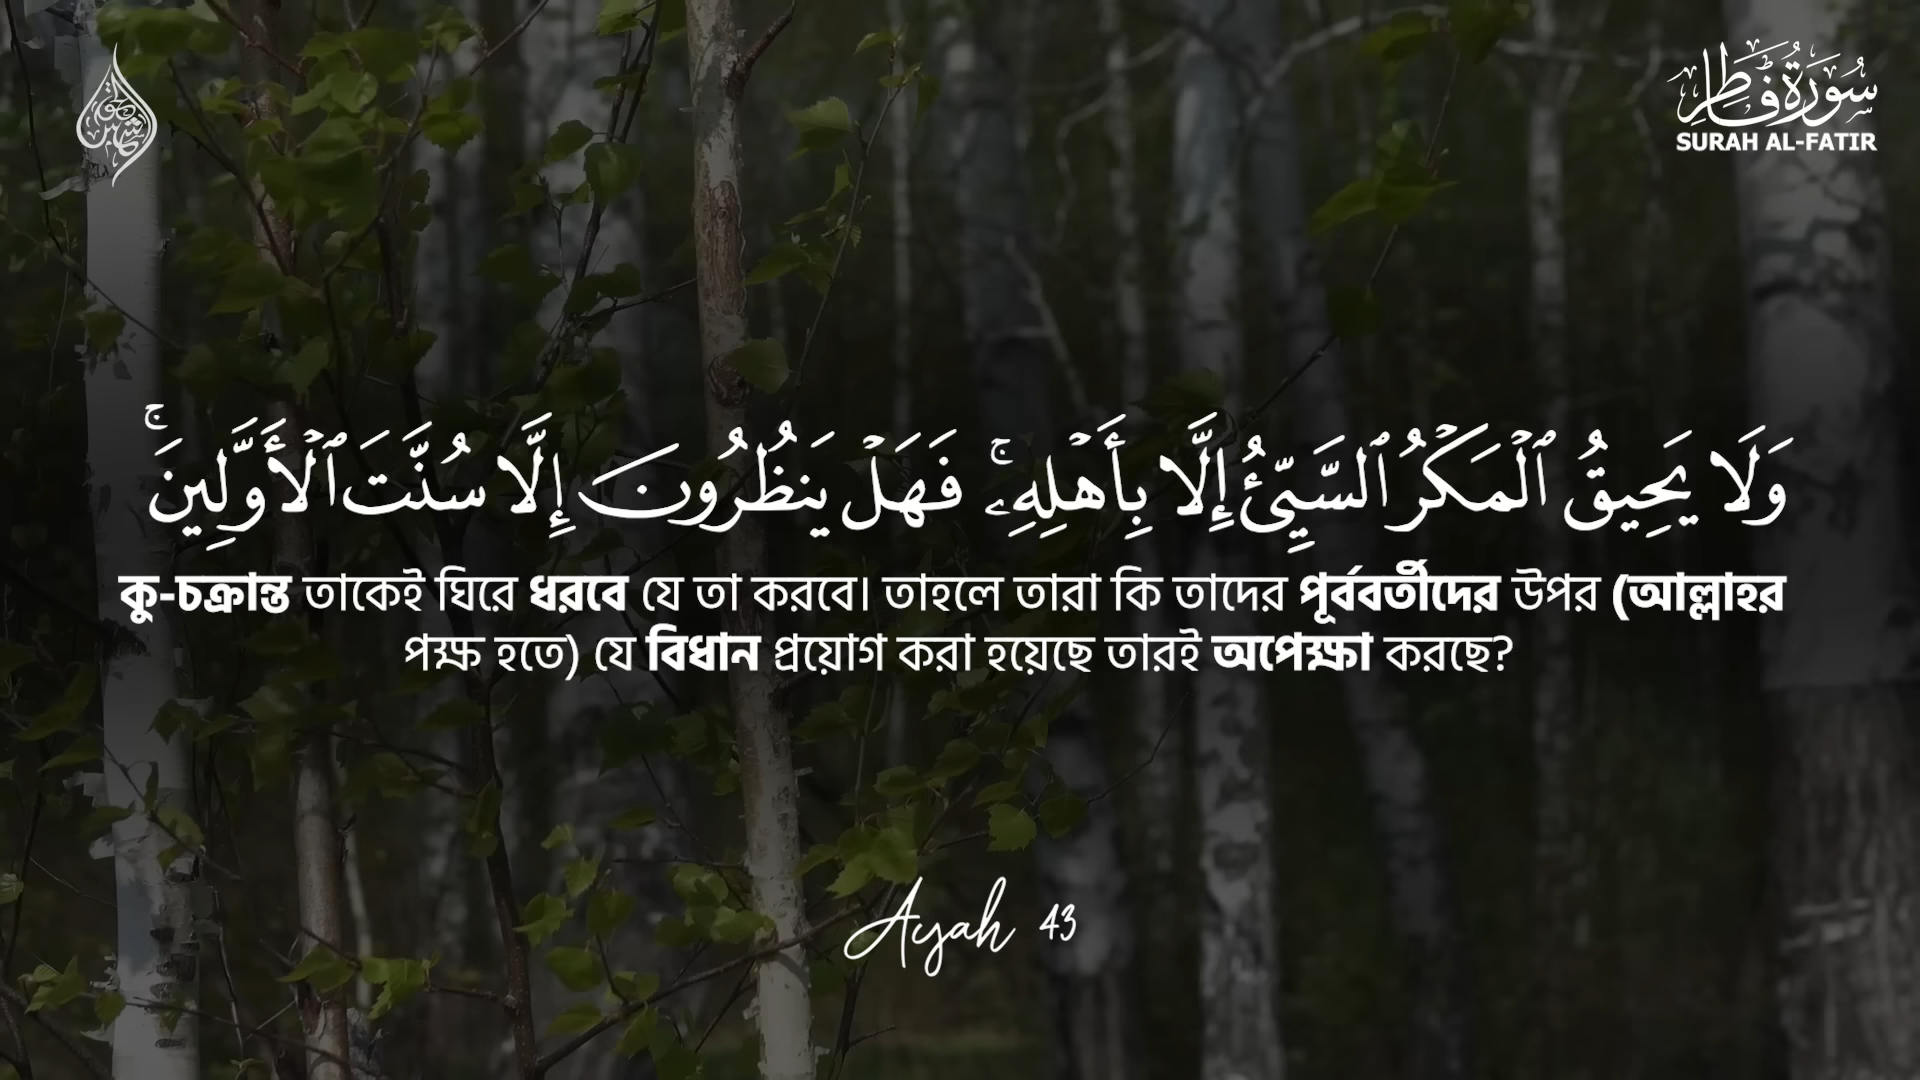 سُورَةُ فَاطِر
SURAH AL-FATIR
وَلَا يَحِيقُ ٱلْمَكْرُ ٱلسَّيِّئُ إِلَّا بِأَهْلِهِۦ ۚ فَهَلْ يَنظُرُونَ إِلَّا سُنَّتَ ٱلْأَوَّلِينَ ۚ
কু-চক্রান্ত তাকেই ঘিরে ধরবে যে তা করবে। তাহলে তারা কি তাদের পূর্ববর্তীদের উপর (আল্লাহর
পক্ষ হতে) যে বিধান প্রয়োগ করা হয়েছে তারই অপেক্ষা করছে?
Ayah 43